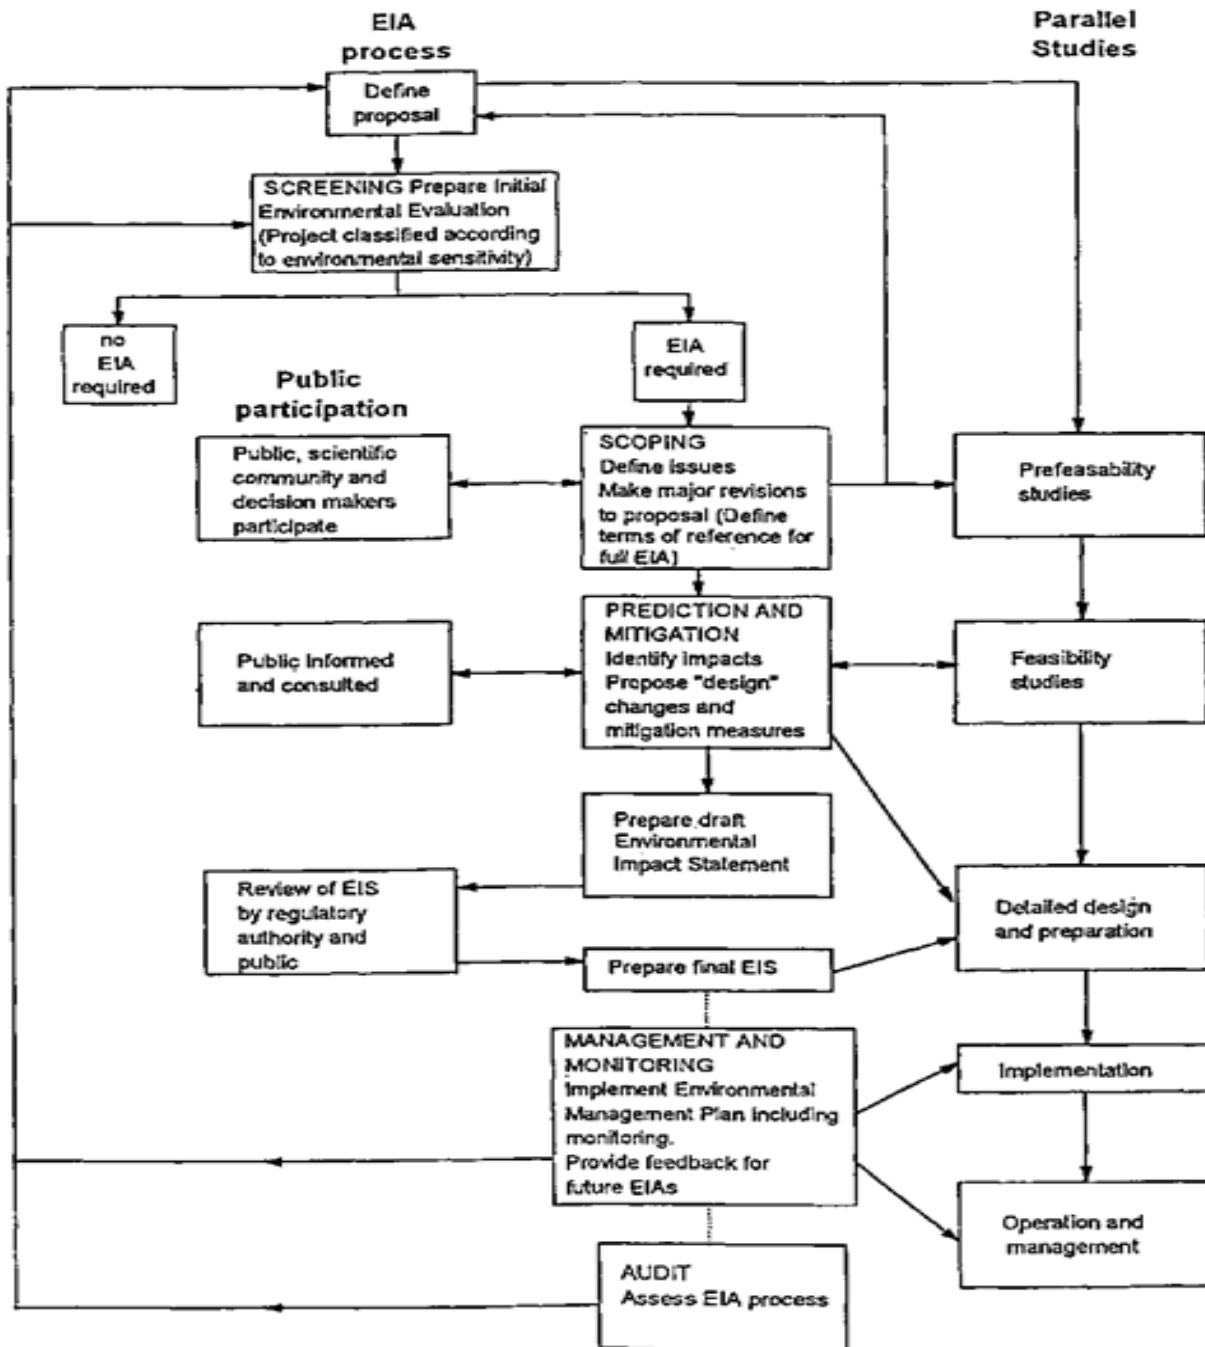 EIA
process
Parallel
Studies
Define
proposal
SCREENING Prepare Initial
Environmental Evaluation
(Project classified according
to environmental sensitivity)
no
EIA
required
EIA
required
Public
participation
Public, scientific
community and
decision makers
participate
SCOPING
Define issues
Make major revisions
to proposal (Define
terms of reference for
full EIA)
Prefeasability
studies
Public Informed
and consulted
PREDICTION AND
MITIGATION
Identify impacts
Propose "design"
changes and
mitigation measures
Feasibility
studies
Prepare draft
Environmental
Impact Statement
Review of EIS
by regulatory
authority and
public
Prepare final EIS
Detailed design
and preparation
MANAGEMENT AND
MONITORING
Implement Environmental
Management Plan including
monitoring.
Provide feedback for
future EIAs
Implementation
Operation and
management
AUDIT
Assess EIA process